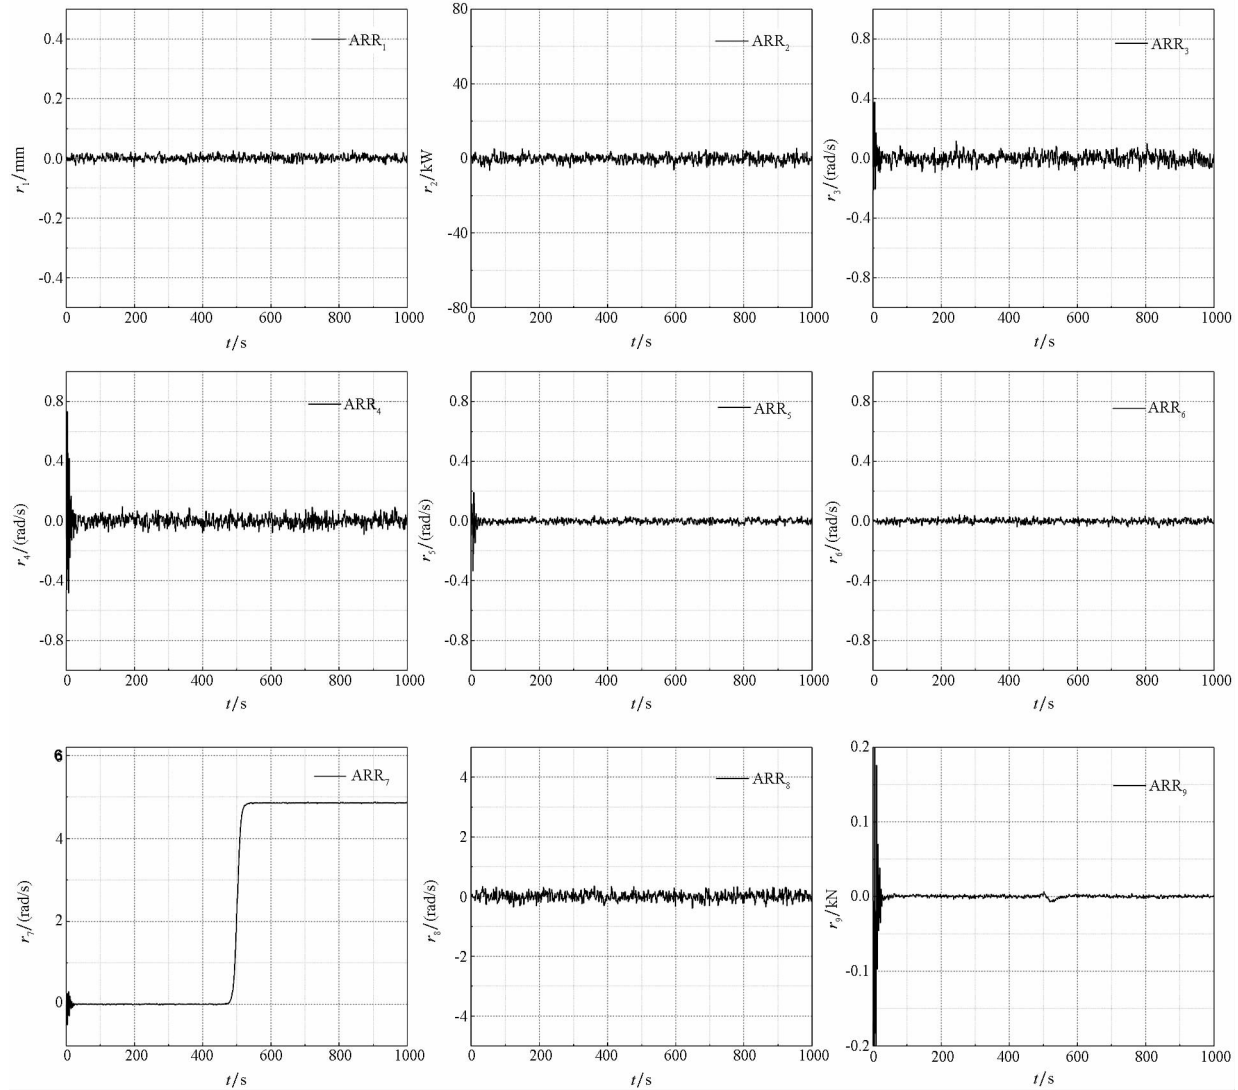 0.4
0.2
0.0
-0.2
-0.4
r₁/mm
ARR₁
0 200 400 600 800 1000
t/s
80
40
0
-40
-80
r₂/kW
ARR₂
0 200 400 600 800 1000
t/s
0.8
0.4
0.0
-0.4
-0.8
r₃/(rad/s)
ARR₃
0 200 400 600 800 1000
t/s
0.8
0.4
0.0
-0.4
-0.8
r₄/(rad/s)
ARR₄
0 200 400 600 800 1000
t/s
0.8
0.4
0.0
-0.4
-0.8
r₅/(rad/s)
ARR₅
0 200 400 600 800 1000
t/s
0.8
0.4
0.0
-0.4
-0.8
r₆/(rad/s)
ARR₆
0 200 400 600 800 1000
t/s
6
4
2
0
r₇/(rad/s)
ARR₇
0 200 400 600 800 1000
t/s
4
2
0
-2
-4
r₈/(rad/s)
ARR₈
0 200 400 600 800 1000
t/s
0.2
0.1
0.0
-0.1
-0.2
r₉/kN
ARR₉
0 200 400 600 800 1000
t/s